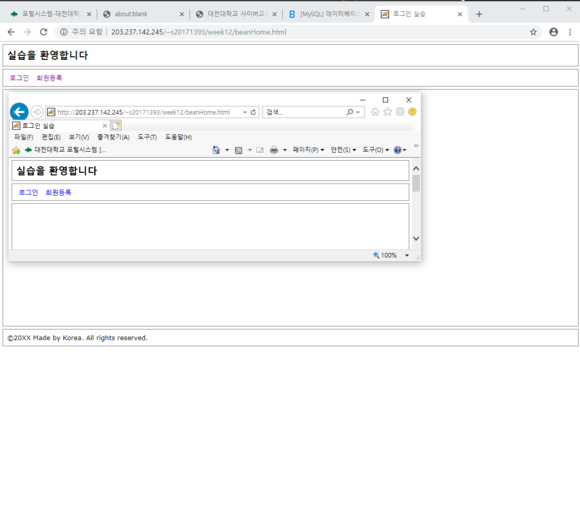 포털시스템-대전대학
about:blank
대전대학교 사이버교
[MySQL] 데이터베이스
로그인 실습
주의 요함 | 203.237.142.245/~s20171393/week12/beanHome.html
실습을 환영합니다
로그인 회원등록
http://203.237.142.245/~s20171393/week12/beanHome.html
검색...
로그인 실습
파일(F) 편집(E) 보기(V) 즐겨찾기(A) 도구(T) 도움말(H)
대전대학교 포털시스템 [...
페이지(P) 안전(S) 도구(O)
실습을 환영합니다
로그인 회원등록
100%
©20XX Made by Korea. All rights reserved.